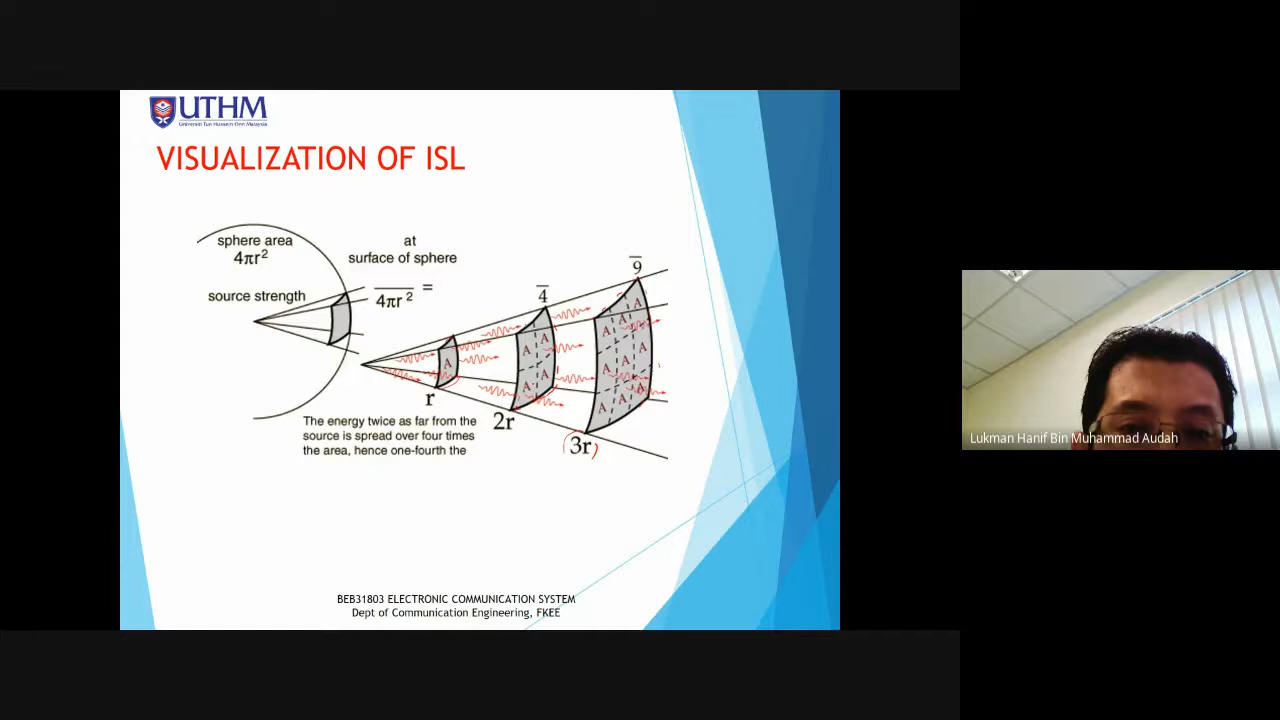 UTHM
Universiti Tun Hussein Onn Malaysia
VISUALIZATION OF ISL
sphere area
4πr²
source strength
at
surface of sphere
4πr² =
4
9
A
A
A
A
A
A
A
A
A
A
A
A
A
A
r
2r
3r
The energy twice as far from the
source is spread over four times
the area, hence one-fourth the
BEB31803 ELECTRONIC COMMUNICATION SYSTEM
Dept of Communication Engineering, FKEE
Lukman Hanif Bin Muhammad Audah